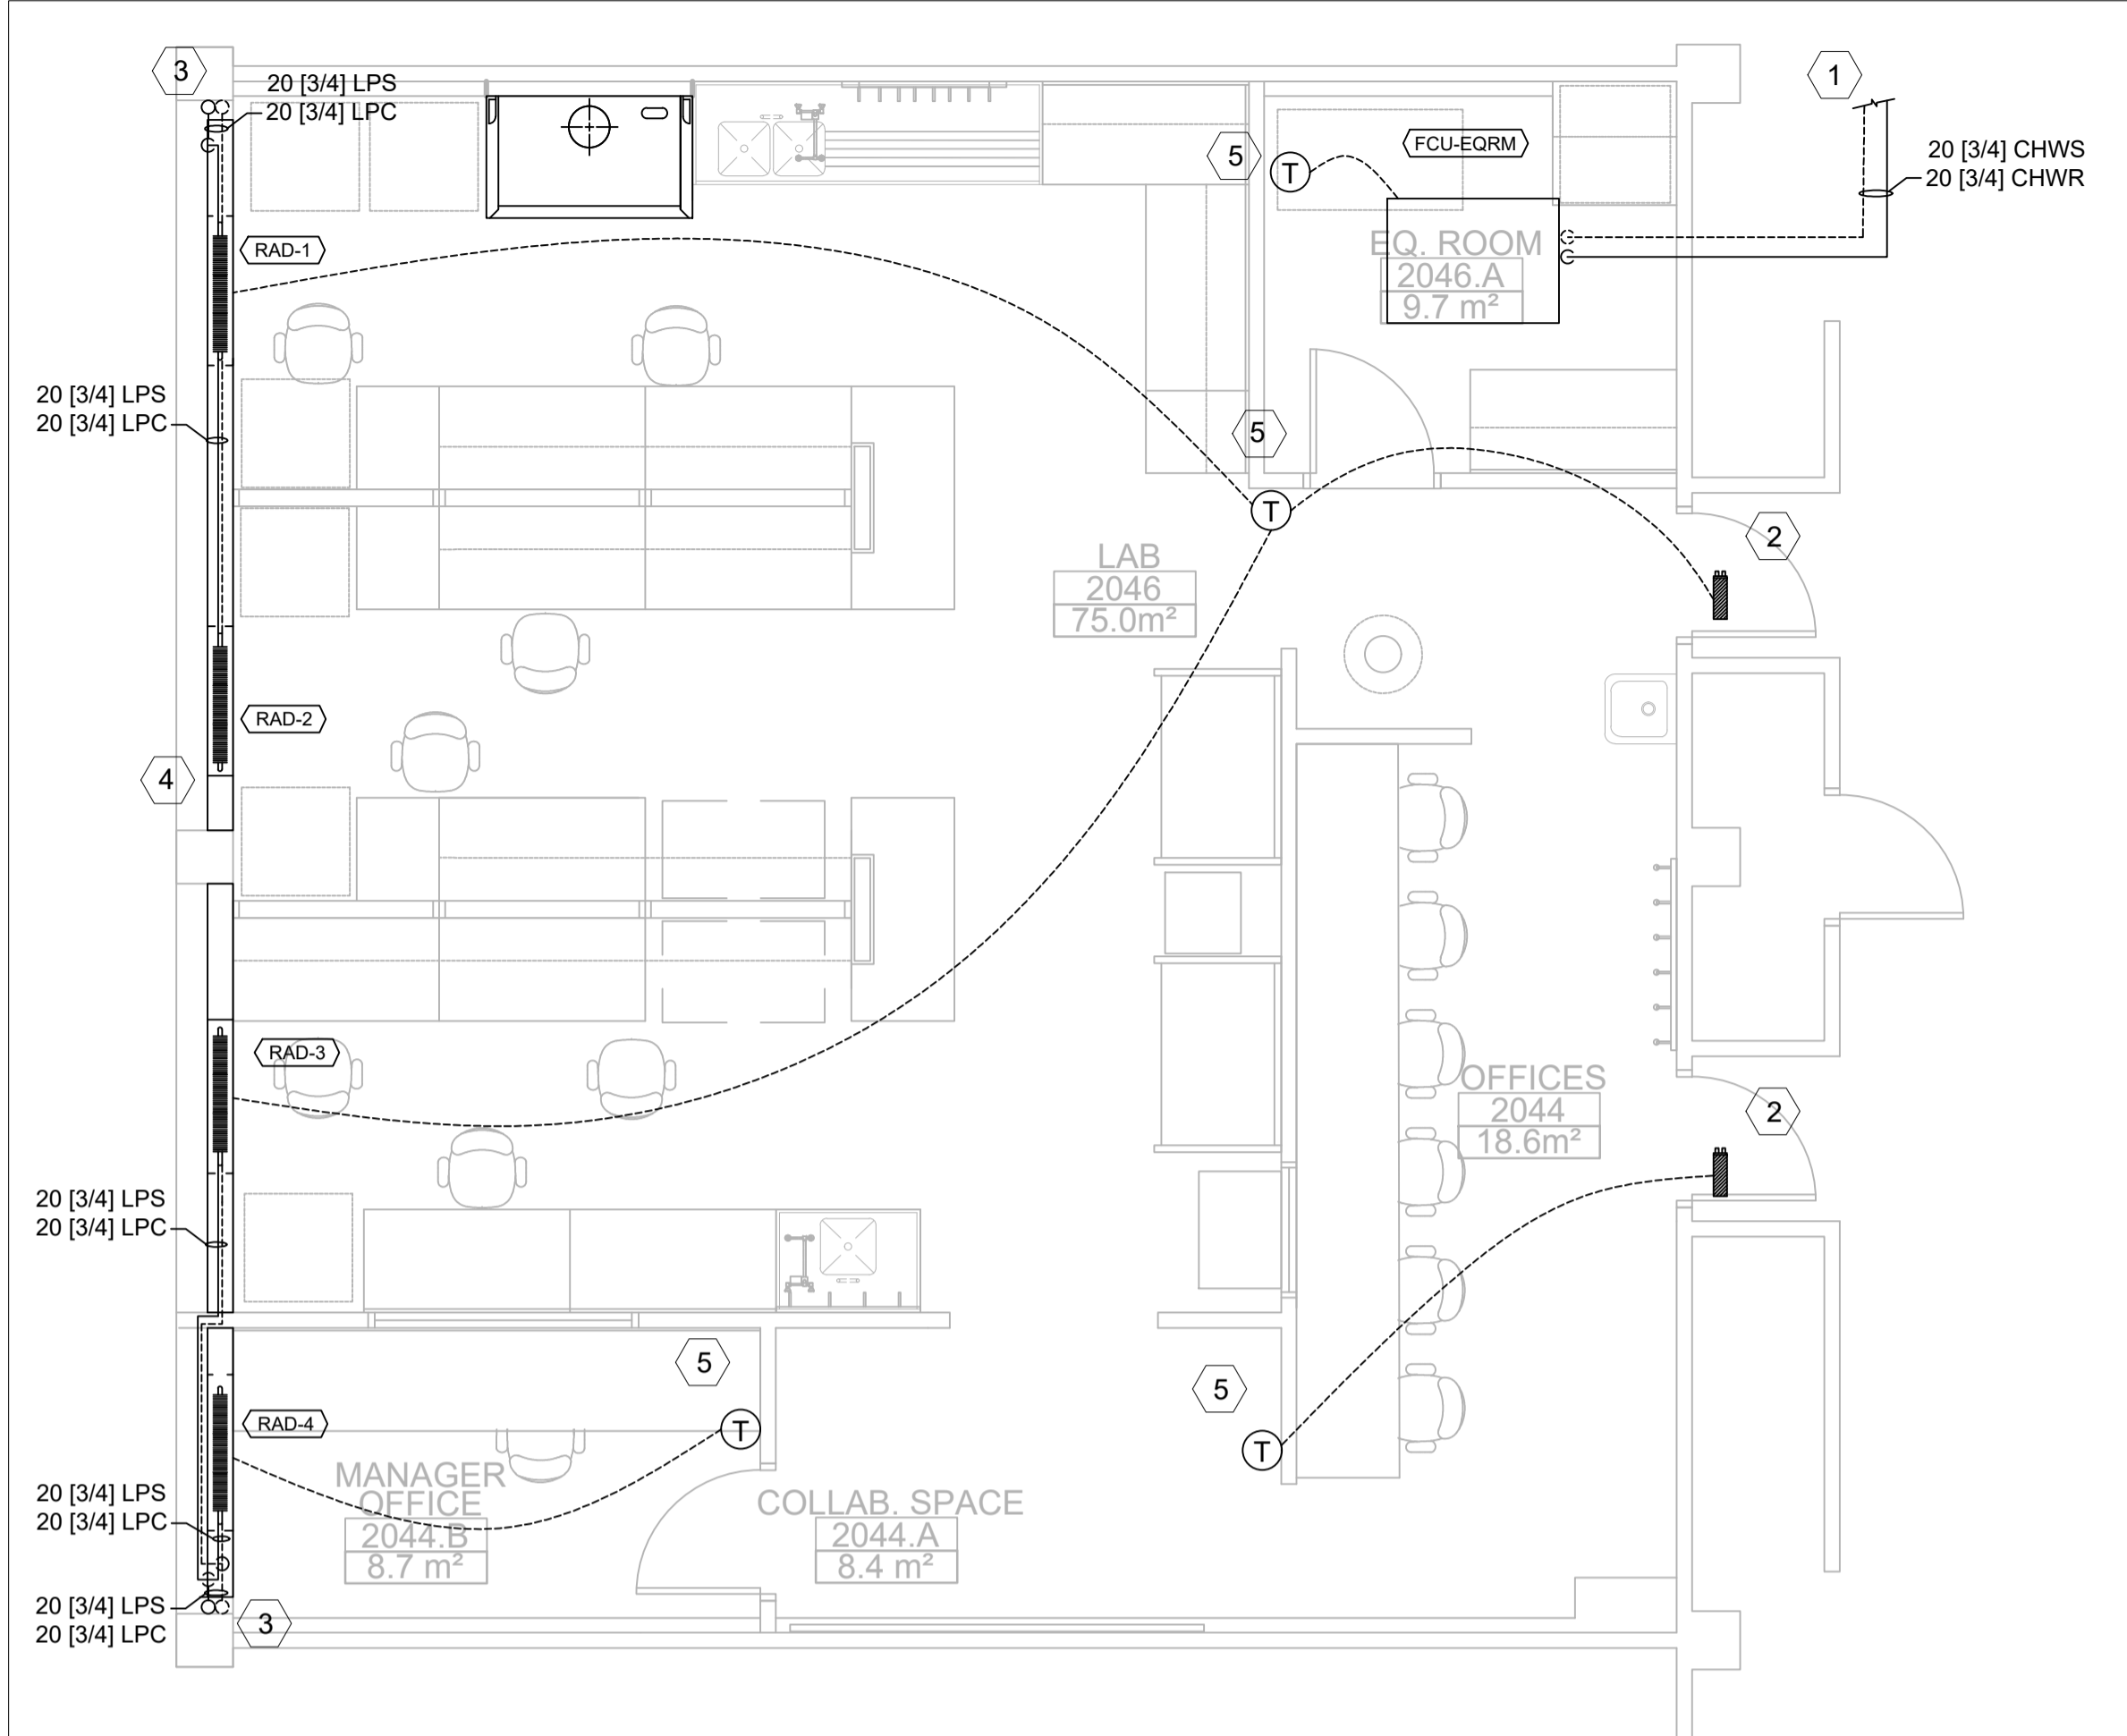 3
20 [3/4] LPS
20 [3/4] LPC
1
5
T
FCU-EQRM
20 [3/4] CHWS
20 [3/4] CHWR
RAD-1
EQ. ROOM
2046.A
9.7 m²
20 [3/4] LPS
20 [3/4] LPC
5
T
2
LAB
2046
75.0m²
RAD-2
4
RAD-3
OFFICES
2044
18.6m²
2
20 [3/4] LPS
20 [3/4] LPC
5
5
RAD-4
T
T
MANAGER
OFFICE
2044.B
8.7 m²
COLLAB. SPACE
2044.A
8.4 m²
20 [3/4] LPS
20 [3/4] LPC
20 [3/4] LPS
20 [3/4] LPC
3